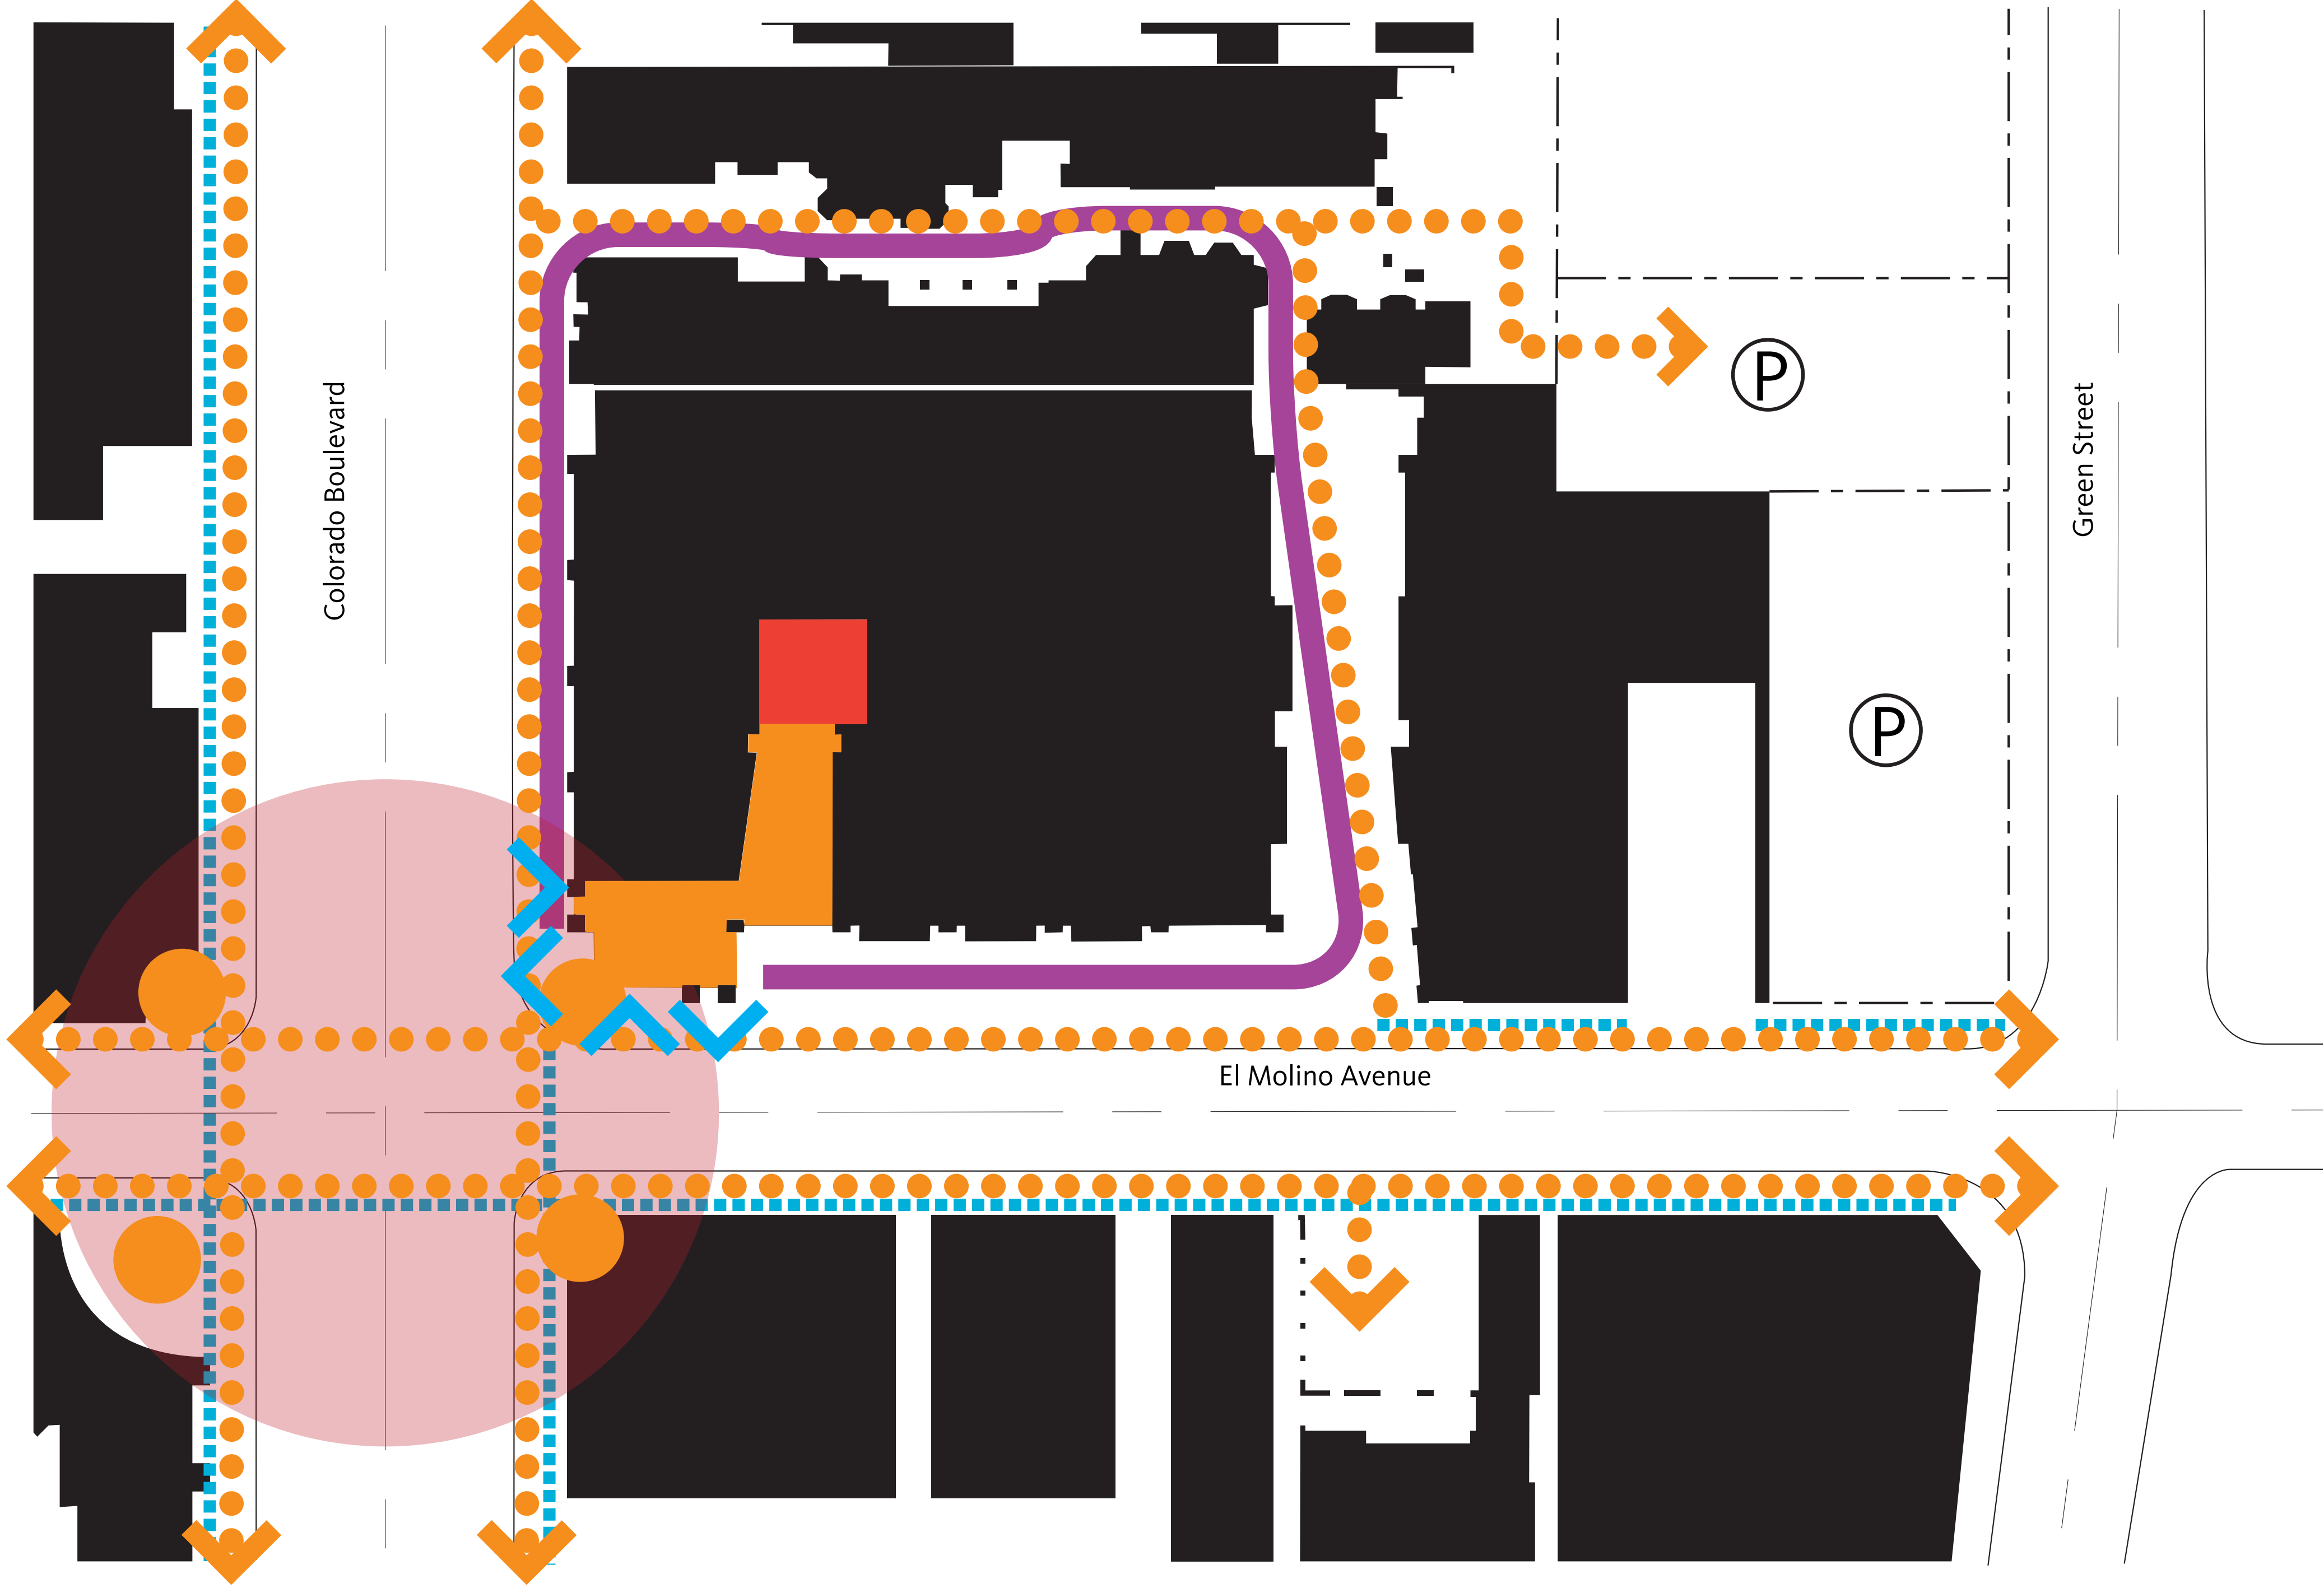 Colorado Boulevard
P
Green Street
P
El Molino Avenue